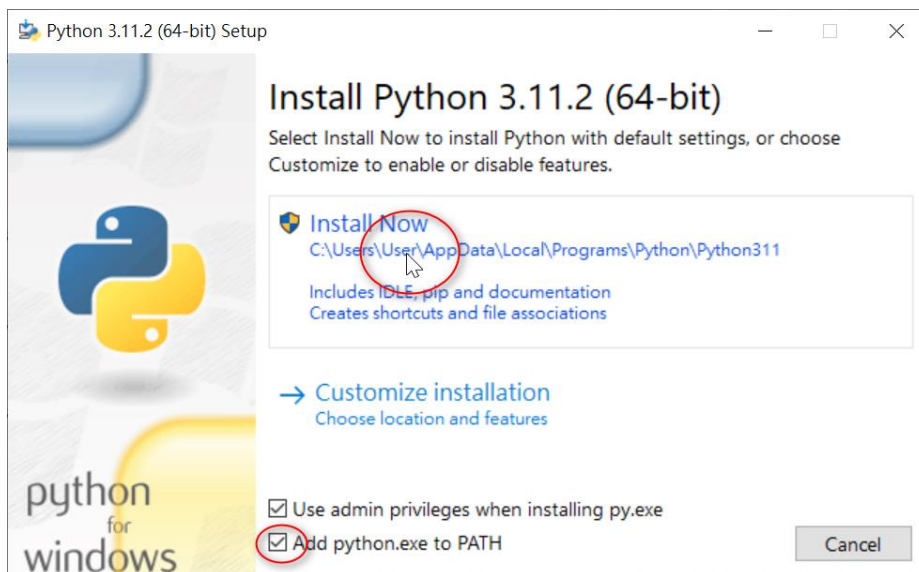 Python 3.11.2 (64-bit) Setup
Install Python 3.11.2 (64-bit)
Select Install Now to install Python with default settings, or choose
Customize to enable or disable features.
Install Now
C:\Users\User\AppData\Local\Programs\Python\Python311
Includes IDLE, pip and documentation
Creates shortcuts and file associations
Customize installation
Choose location and features
Use admin privileges when installing py.exe
Add python.exe to PATH
Cancel
python
for
windows